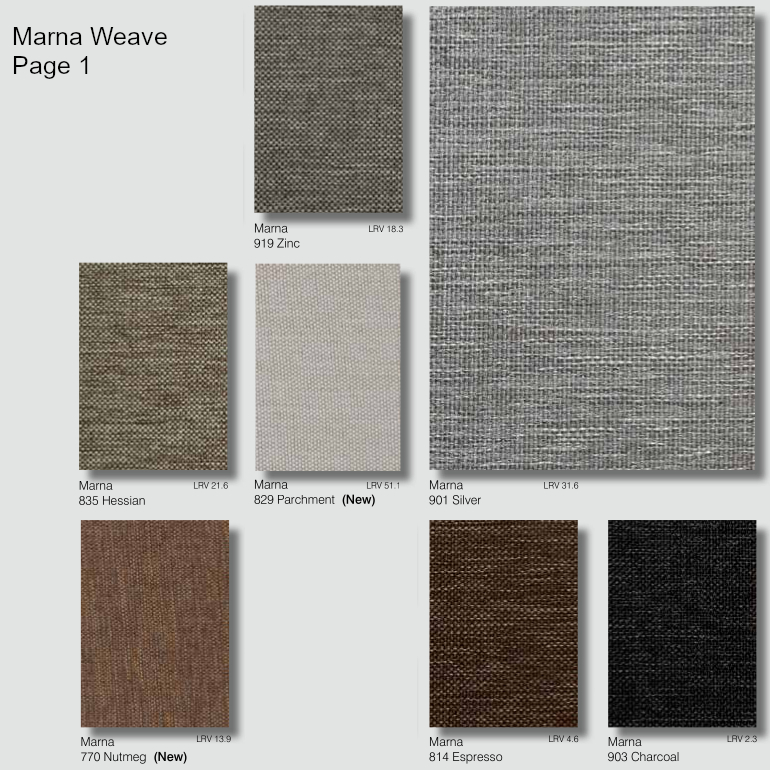 Marna Weave
Page 1
Marna LRV 18.3
919 Zinc
Marna LRV 21.6
835 Hessian
Marna LRV 51.1
829 Parchment (New)
Marna LRV 31.6
901 Silver
Marna LRV 13.9
770 Nutmeg (New)
Marna LRV 4.6
814 Espresso
Marna LRV 2.3
903 Charcoal